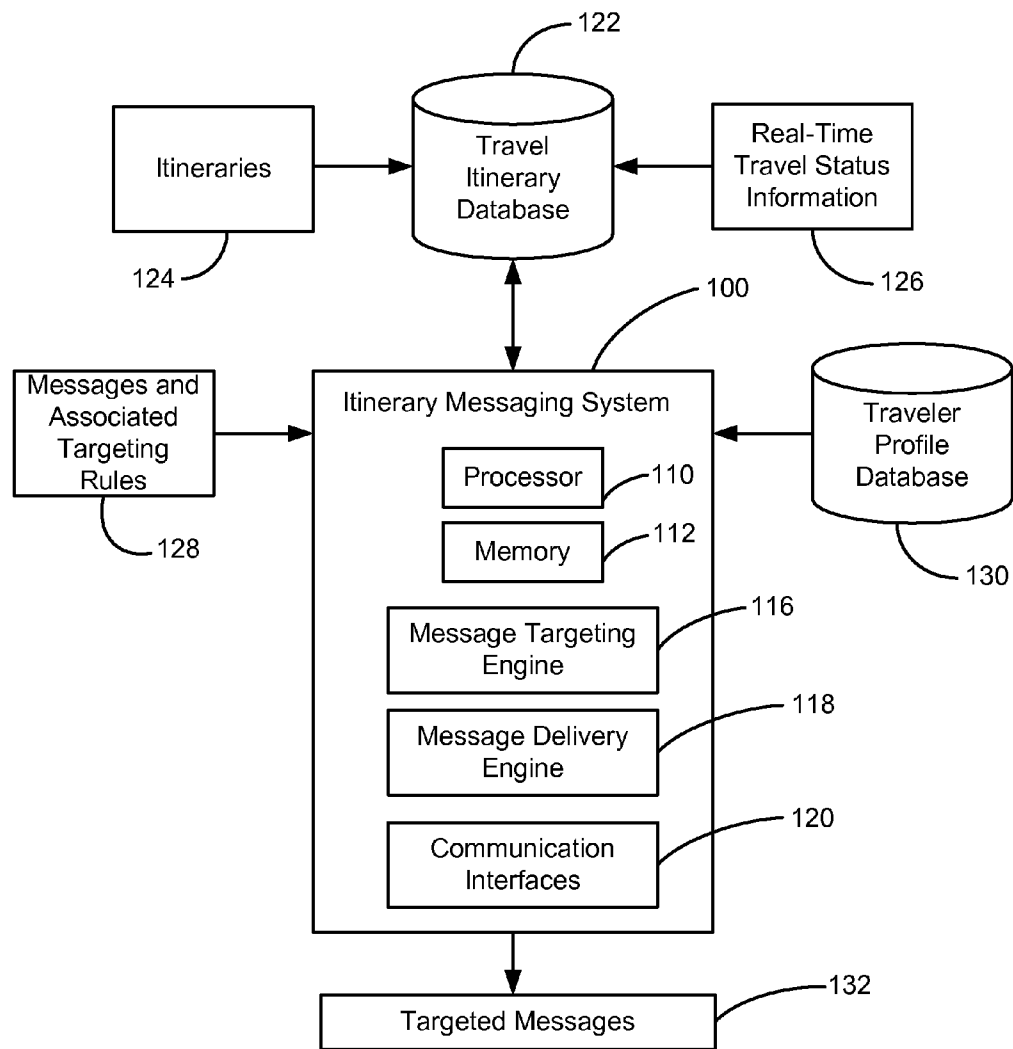 122
Itineraries
Travel
Itinerary
Database
Real-Time
Travel Status
Information
124
126
100
Messages and
Associated
Targeting
Rules
Itinerary Messaging System
Traveler
Profile
Database
Processor
110
Memory
112
128
130
Message Targeting
Engine
116
Message Delivery
Engine
118
Communication
Interfaces
120
Targeted Messages
132